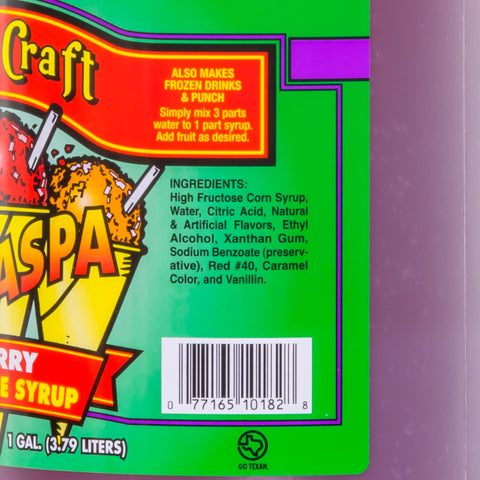 Craft
ALSO MAKES
FROZEN DRINKS
& PUNCH
Simply mix 3 parts
water to 1 part syrup.
Add fruit as desired.
INGREDIENTS:
High Fructose Corn Syrup,
Water, Citric Acid, Natural
& Artificial Flavors, Ethyl
Alcohol, Xanthan Gum,
Sodium Benzoate (preserv-
ative), Red #40, Caramel
Color, and Vanillin.
ASPA
RRY
E SYRUP
1 GAL. (3.79 LITERS)
0 77165 10182 8
GO TEXAN.